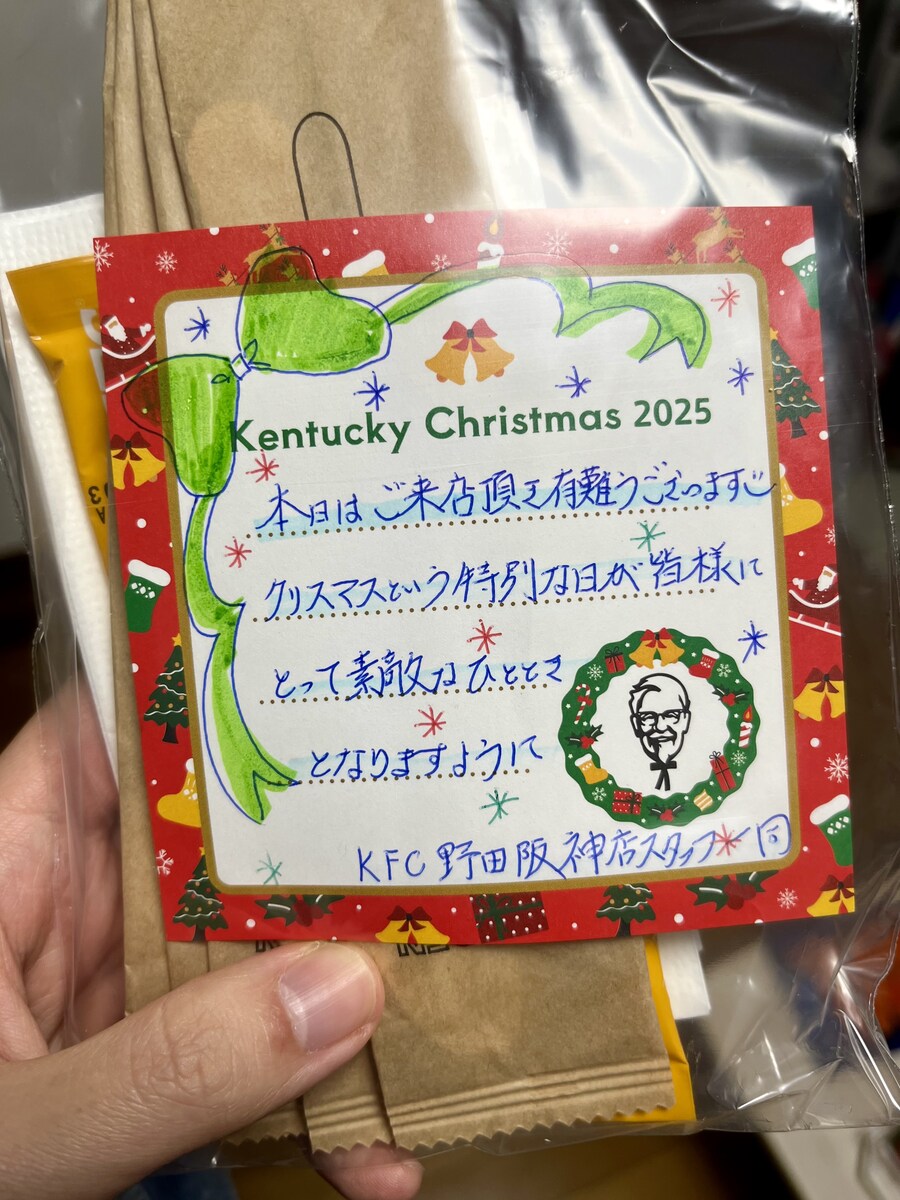 Kentucky Christmas 2025
本日はご来店頂き有難うございます
クリスマスという特別な日が皆様に
とって素敵なひととき
となりますように
KFC 野田阪神店スタッフ一同